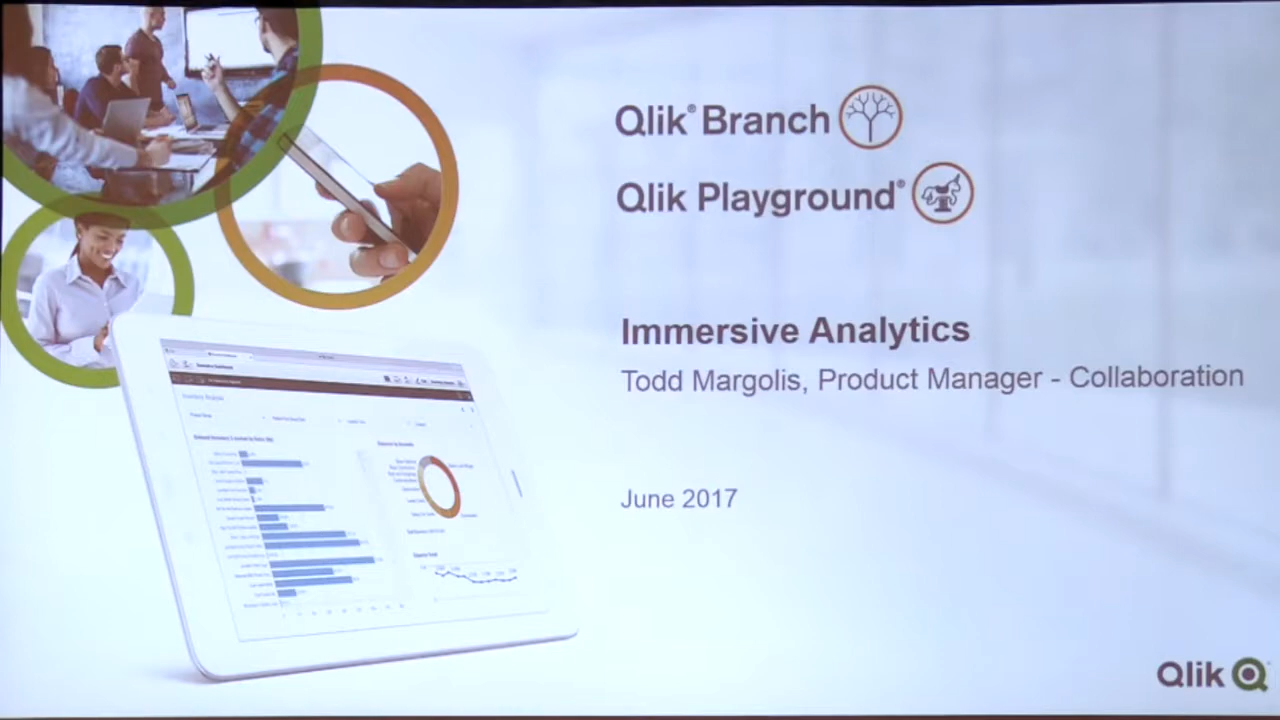 Qlik® Branch
Qlik Playground®
Immersive Analytics
Todd Margolis, Product Manager - Collaboration
June 2017
Qlik